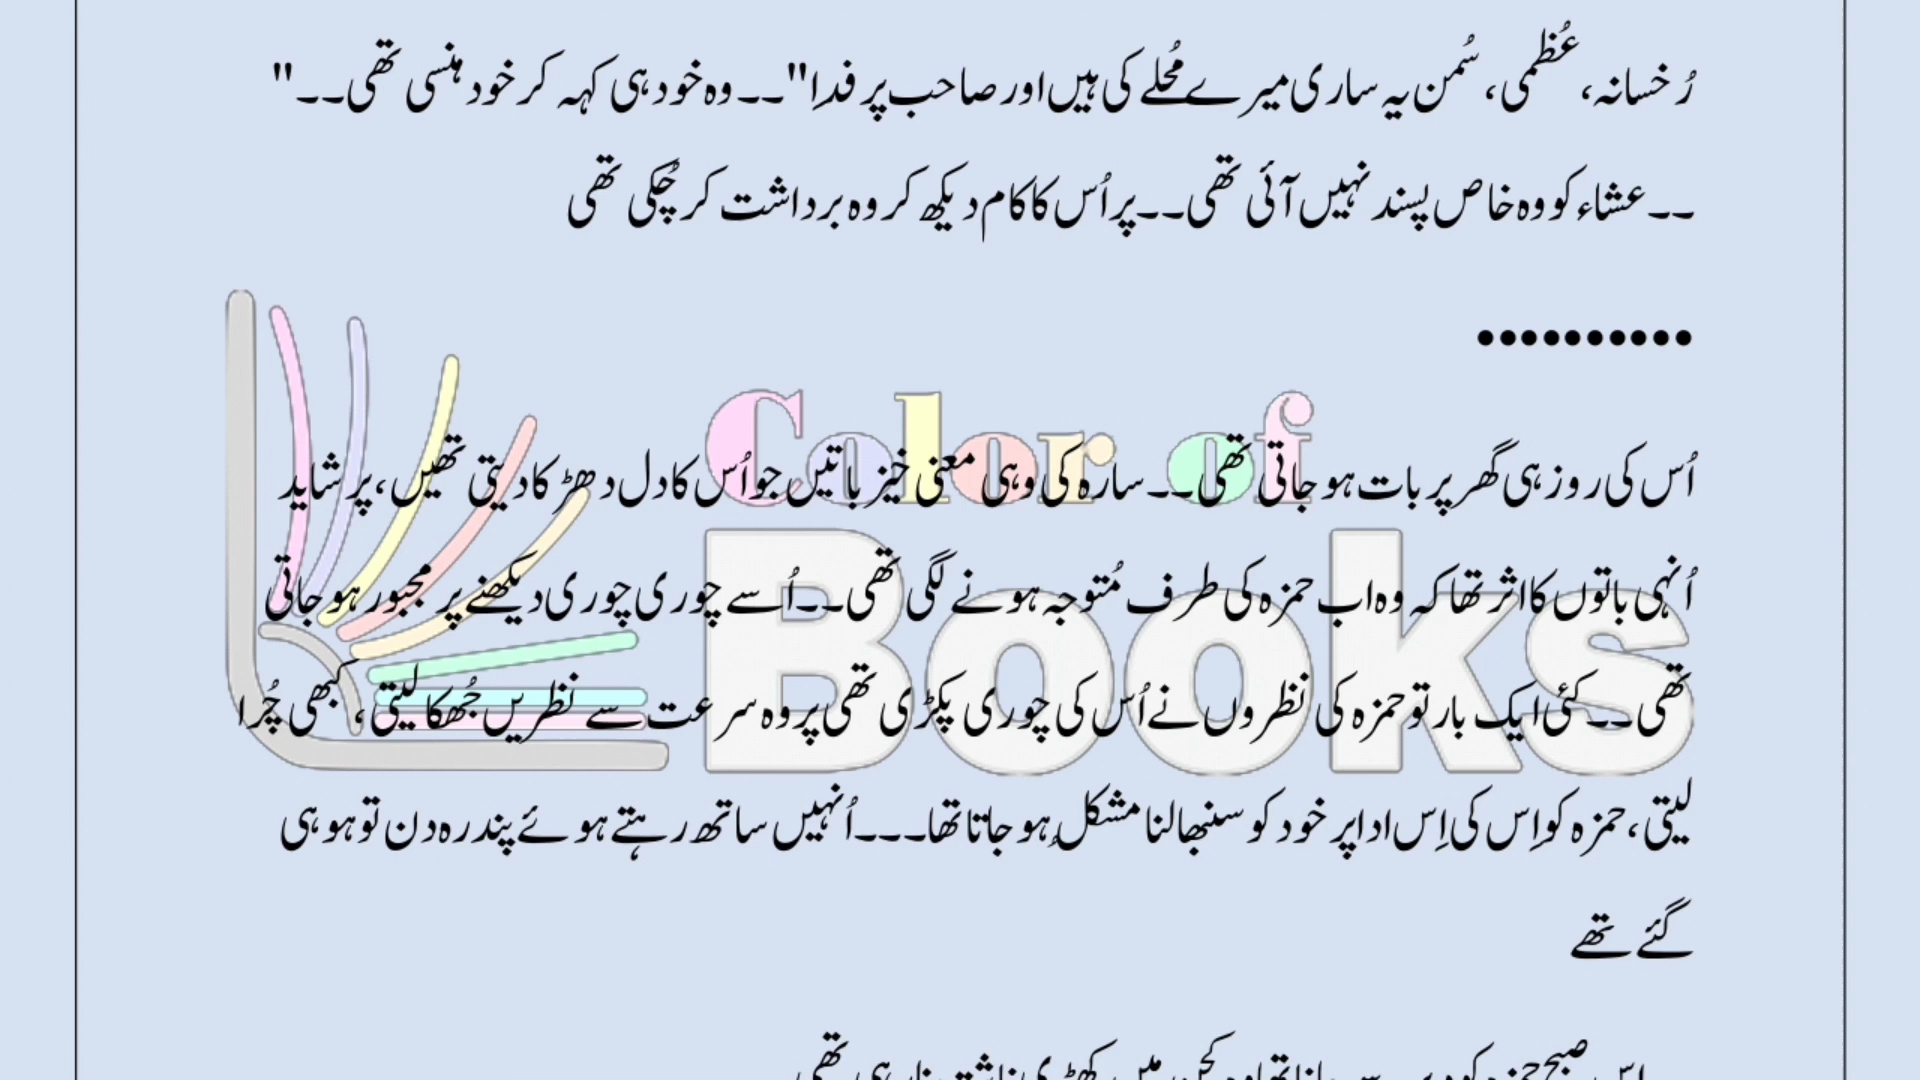 رُخسانہ، عُظمی، سُمن یہ ساری میرے مُحلے کی ہیں اور صاحب پر فدا"۔۔وہ خود ہی کہہ کر خود ہنسی تھی۔۔"
۔۔عشاء کو وہ خاص پسند نہیں آئی تھی۔۔پر اُس کا کام دیکھ کر وہ برداشت کر چُکی تھی
••••••••••
Color of
Books
اُس کی روز ہی گھر پر بات ہو جاتی تھی۔۔سارہ کی وہی معنی خیز باتیں جو اُس کا دل دھڑکا دیتی تھیں، پر شاید
اُنہی باتوں کا اثر تھا کہ وہ اب حمزہ کی طرف مُتوجہ ہونے لگی تھی۔۔اُسے چوری چوری دیکھنے پر مجبور ہو جاتی
تھی۔۔کئی ایک بار تو حمزہ کی نظروں نے اُس کی چوری پکڑی تھی پر وہ سرعت سے نظریں جُھکا لیتی، کبھی چُرا
لیتی، حمزہ کو اِس کی اِس ادا پر خود کو سنبھالنا مشکل ہو جاتا تھا۔۔۔اُنہیں ساتھ رہتے ہوئے پندرہ دن تو ہو ہی
گئے تھے